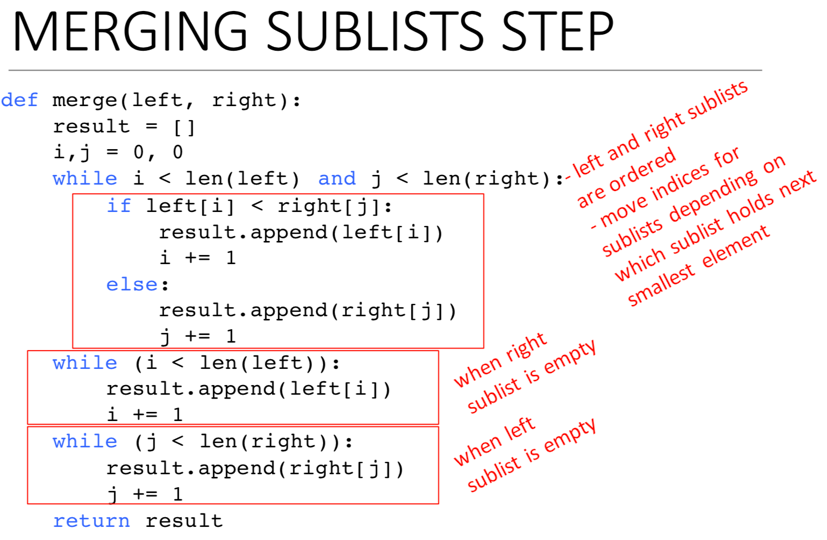 MERGING SUBLISTS STEP
def merge(left, right):
    result = []
    i,j = 0, 0
    while i < len(left) and j < len(right):
        if left[i] < right[j]:
            result.append(left[i])
            i += 1
        else:
            result.append(right[j])
            j += 1
    while (i < len(left)):
        result.append(left[i])
        i += 1
    while (j < len(right)):
        result.append(right[j])
        j += 1
    return result
- left and right sublists
are ordered
- move indices for
sublists depending on
which sublist holds next
smallest element
when right
sublist is empty
when left
sublist is empty